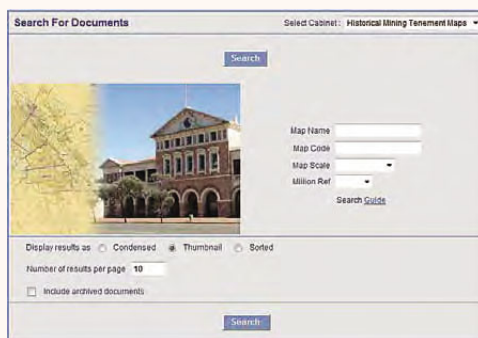 Search For Documents Select Cabinet: Historical Mining Tenement Maps
Search
Map Name
Map Code
Map Scale
Million Ref
Search Guide
Display results as Condensed Thumbnail Sorted
Number of results per page 10
Include archived documents
Search